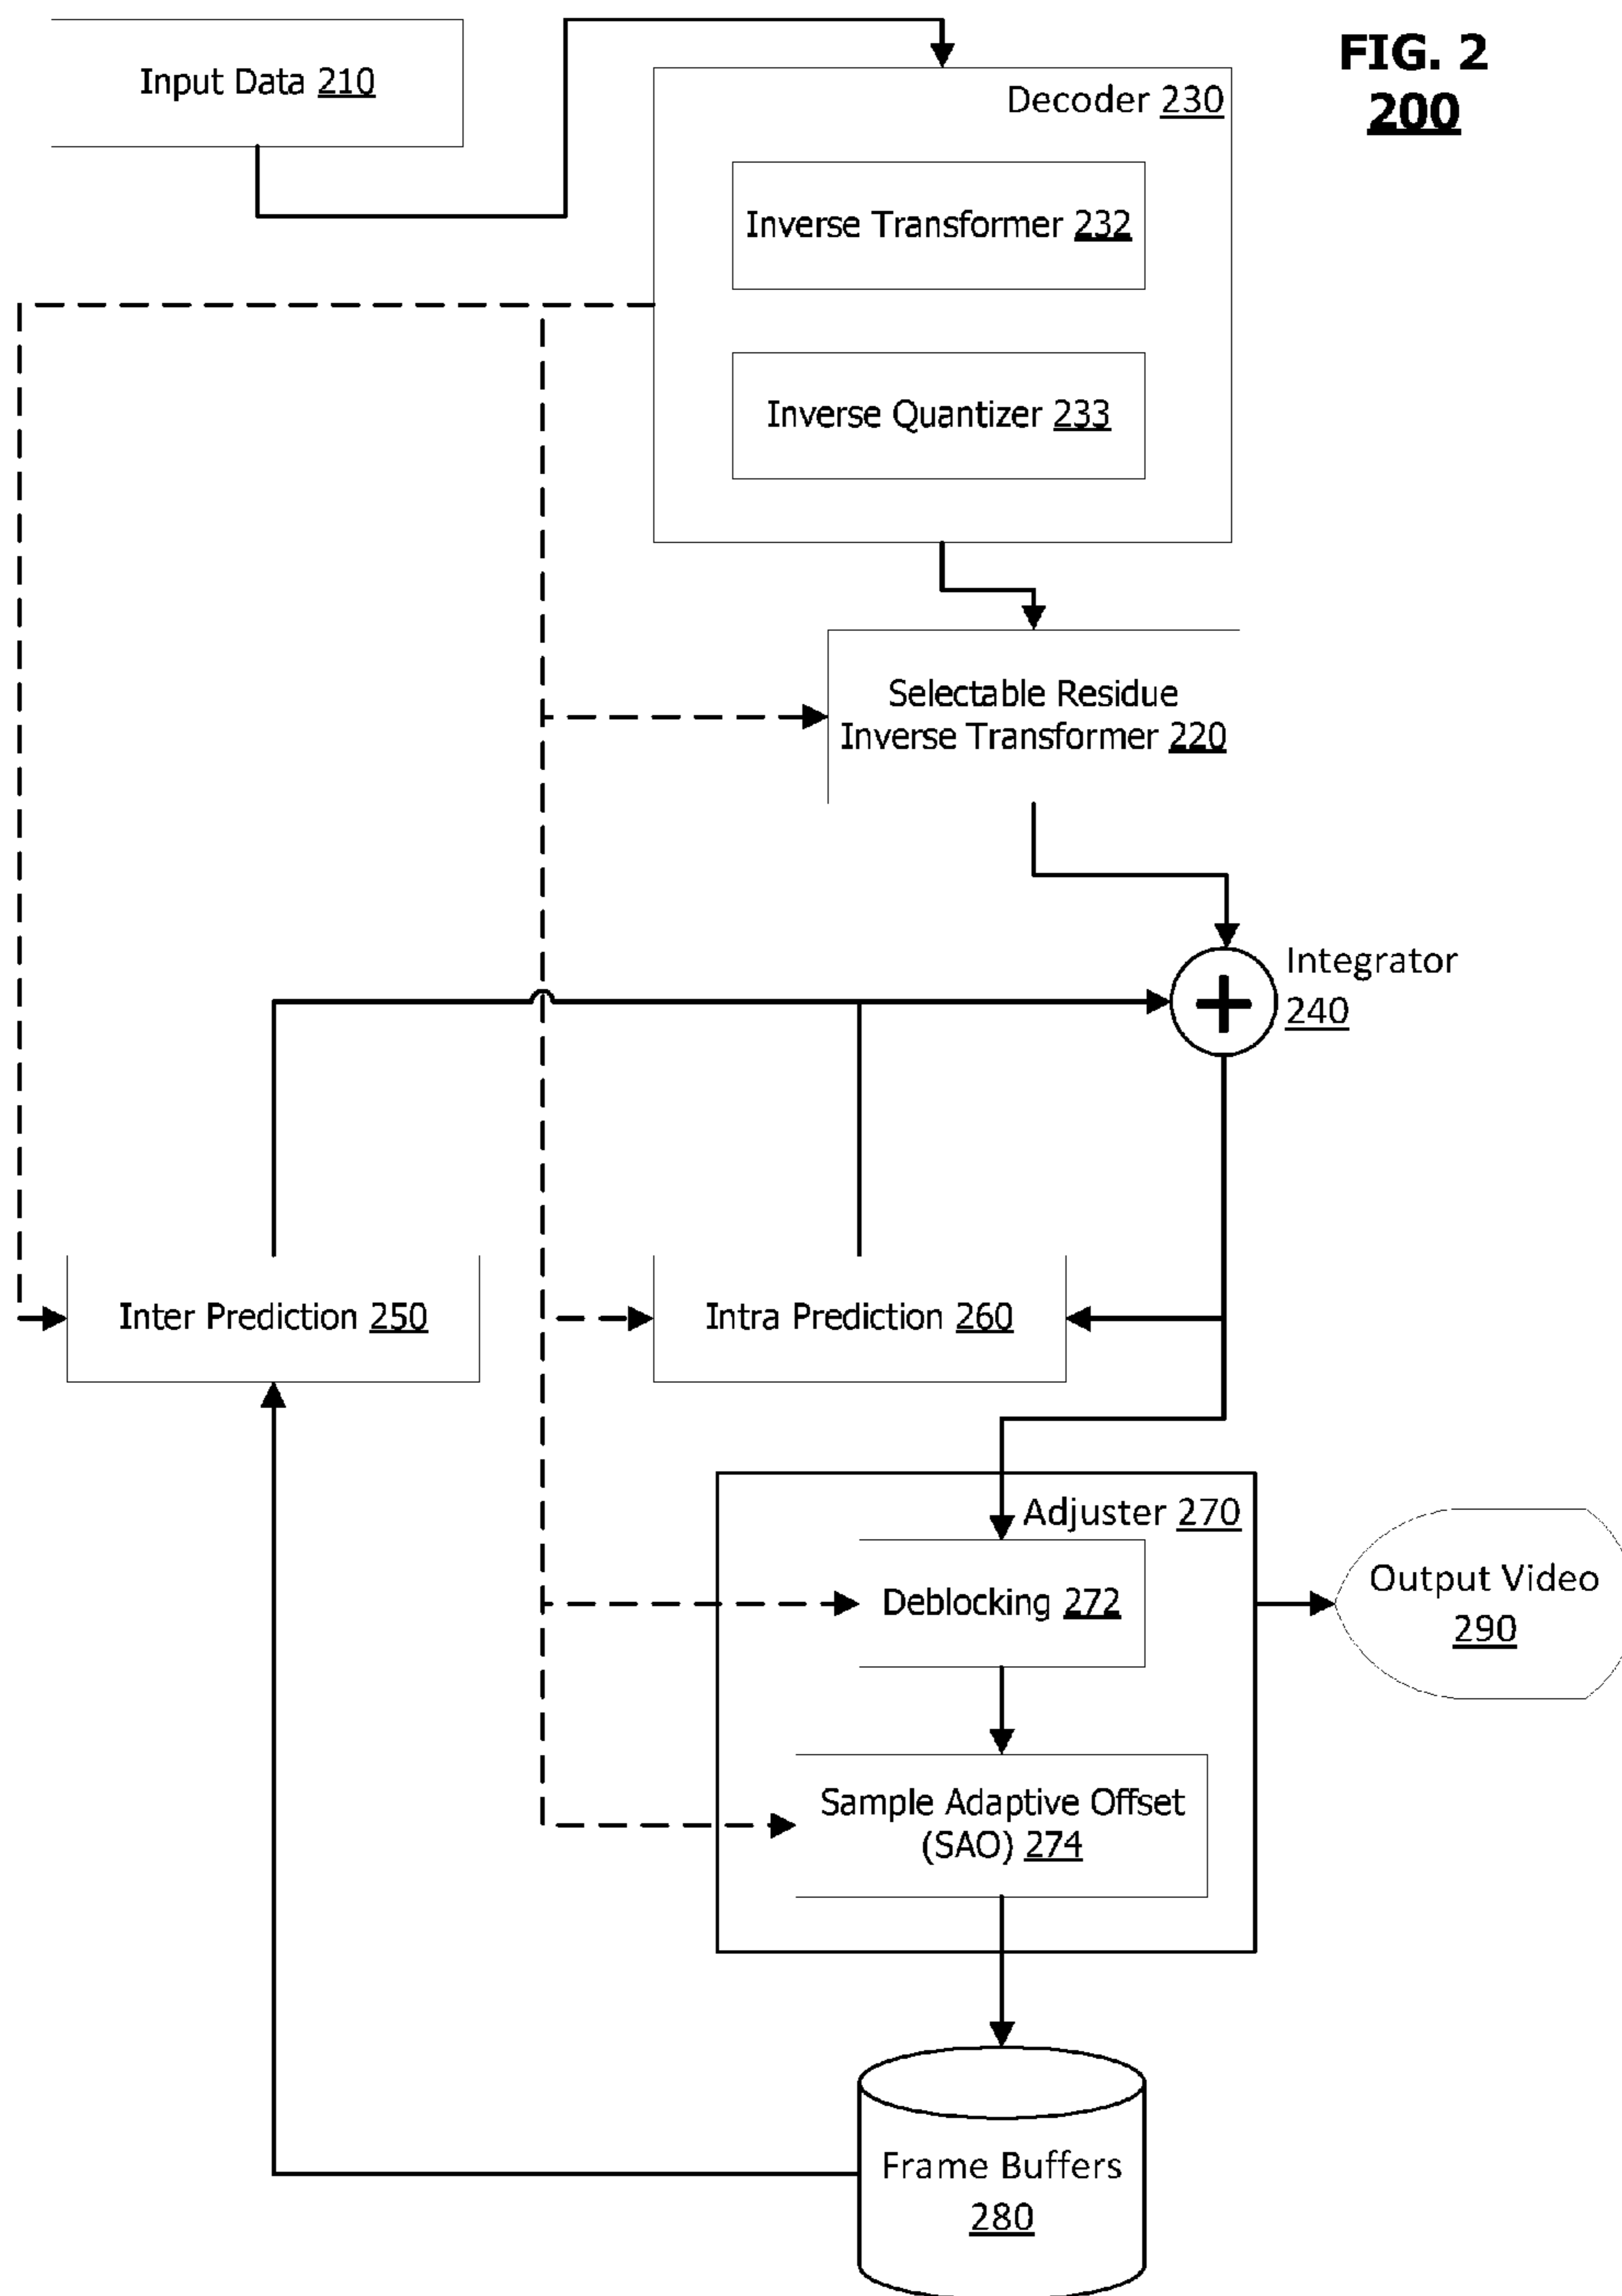 FIG. 2
200
Input Data 210
Decoder 230
Inverse Transformer 232
Inverse Quantizer 233
Selectable Residue
Inverse Transformer 220
Integrator
240
Inter Prediction 250
Intra Prediction 260
Adjuster 270
Deblocking 272
Output Video
290
Sample Adaptive Offset
(SAO) 274
Frame Buffers
280